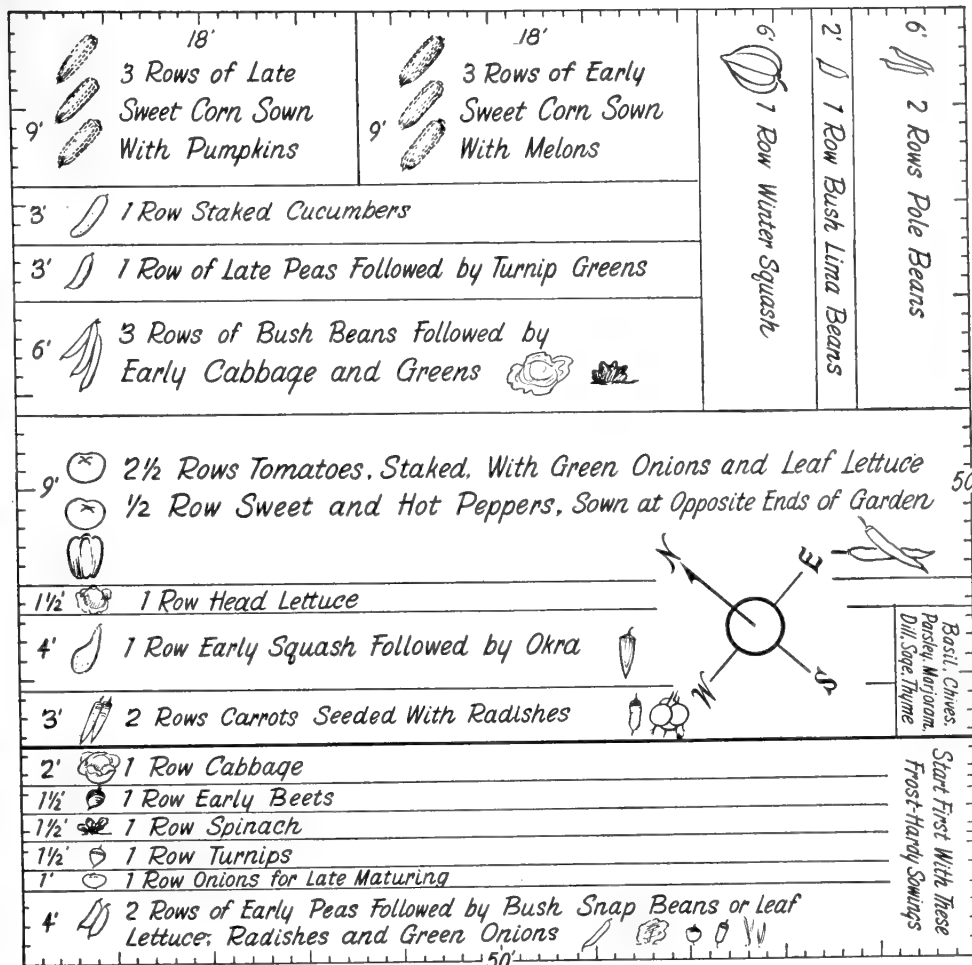 18'
3 Rows of Late
Sweet Corn Sown
9'
With Pumpkins
18'
3 Rows of Early
Sweet Corn Sown
9'
With Melons
6' 1 Row Winter Squash
2' 1 Row Bush Lima Beans
6' 2 Rows Pole Beans
3' 1 Row Staked Cucumbers
3' 1 Row of Late Peas Followed by Turnip Greens
6' 3 Rows of Bush Beans Followed by
Early Cabbage and Greens
9' 2½ Rows Tomatoes, Staked, With Green Onions and Leaf Lettuce
½ Row Sweet and Hot Peppers, Sown at Opposite Ends of Garden
50'
N
E
S
W
1½' 1 Row Head Lettuce
4' 1 Row Early Squash Followed by Okra
3' 2 Rows Carrots Seeded With Radishes
Basil, Chives,
Parsley, Marjoram,
Dill, Sage, Thyme
2' 1 Row Cabbage
1½' 1 Row Early Beets
1½' 1 Row Spinach
1½' 1 Row Turnips
1' 1 Row Onions for Late Maturing
4' 2 Rows of Early Peas Followed by Bush Snap Beans or Leaf
Lettuce, Radishes and Green Onions
Start First With These
Frost-Hardy Sowings
50'